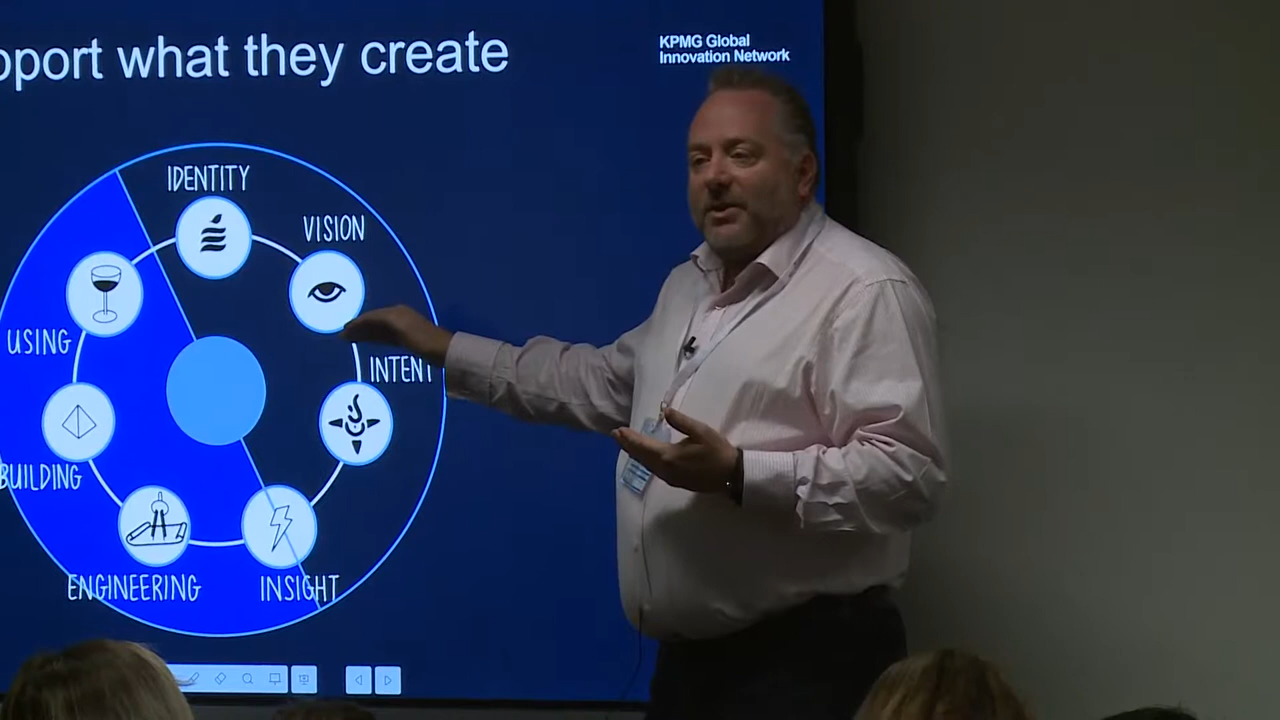 pport what they create
KPMG Global
Innovation Network
IDENTITY
VISION
USING
INTENT
BUILDING
ENGINEERING
INSIGHT